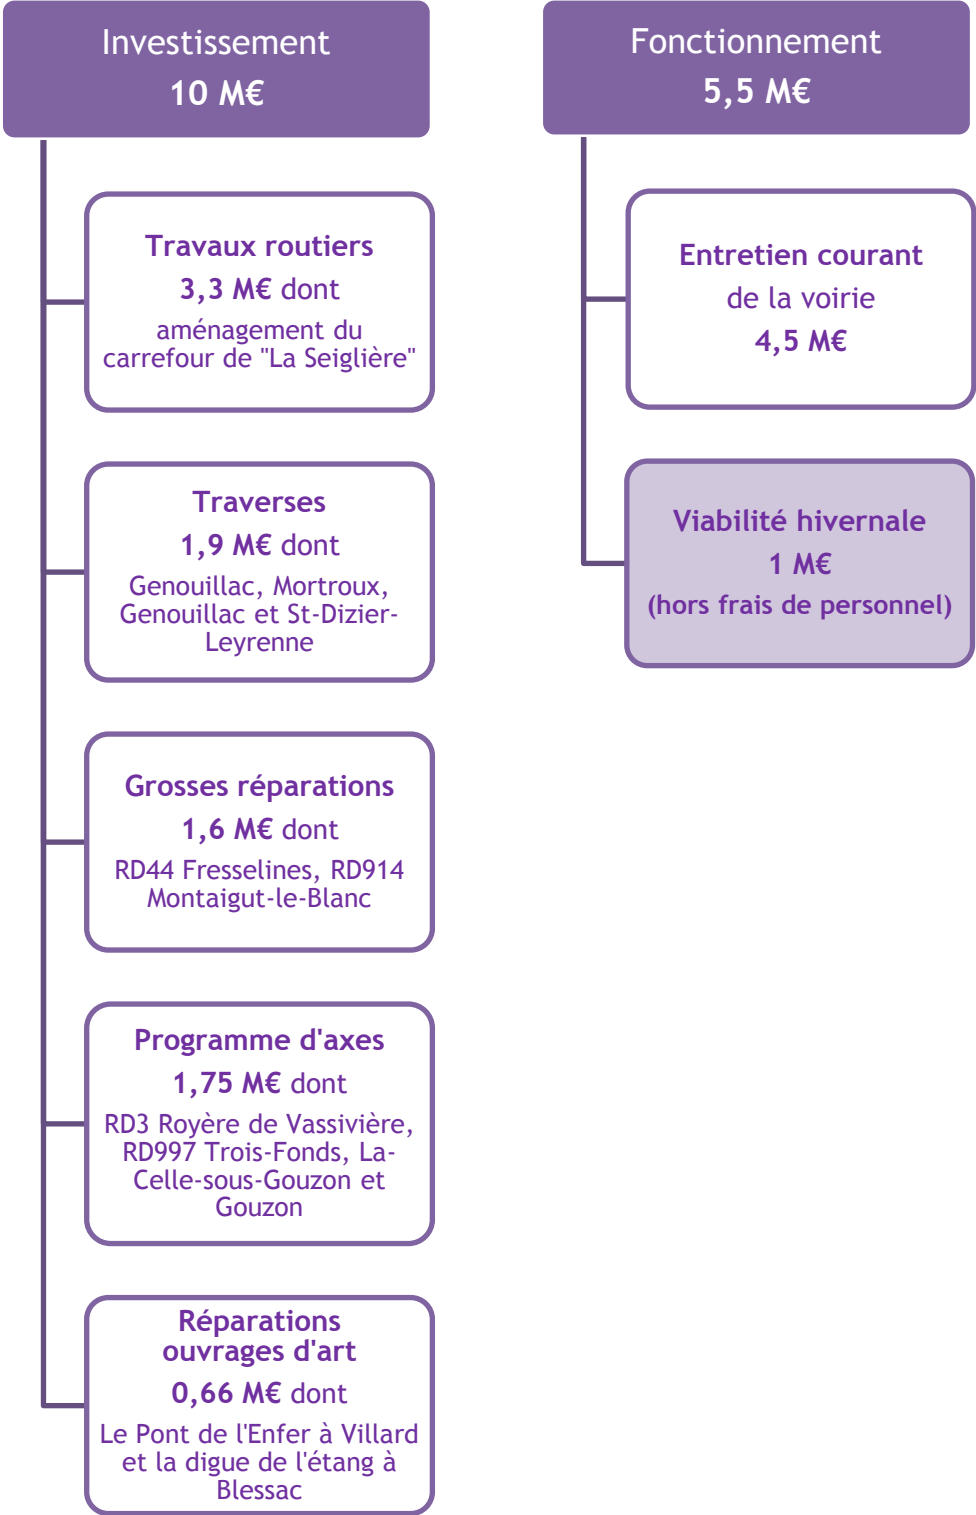 Investissement
10 M€
Travaux routiers
3,3 M€ dont
aménagement du
carrefour de "La Seiglière"
Traverses
1,9 M€ dont
Genouillac, Mortroux,
Genouillac et St-Dizier-
Leyrenne
Grosses réparations
1,6 M€ dont
RD44 Fresselines, RD914
Montaigut-le-Blanc
Programme d'axes
1,75 M€ dont
RD3 Royère de Vassivière,
RD997 Trois-Fonds, La-
Celle-sous-Gouzon et
Gouzon
Réparations
ouvrages d'art
0,66 M€ dont
Le Pont de l'Enfer à Villard
et la digue de l'étang à
Blessac
Fonctionnement
5,5 M€
Entretien courant
de la voirie
4,5 M€
Viabilité hivernale
1 M€
(hors frais de personnel)